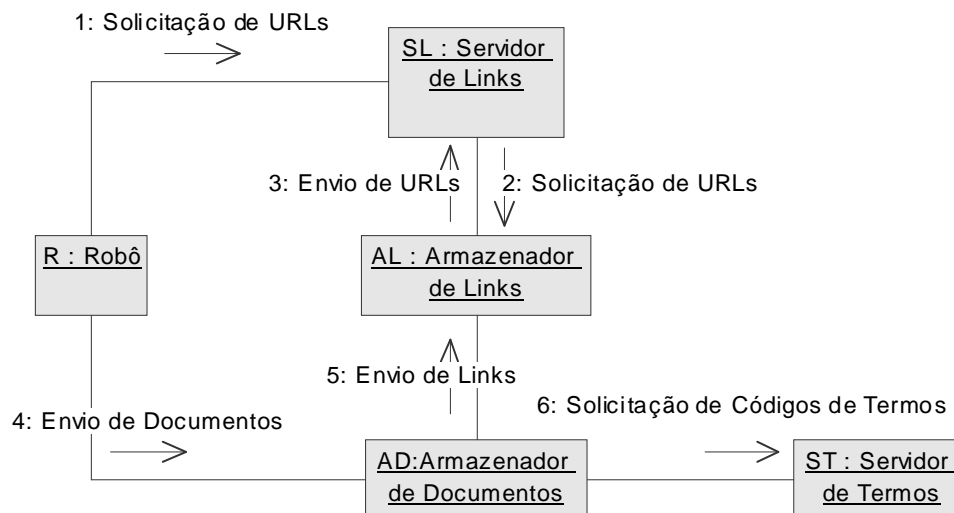 1: Solicitação de URLs
SL : Servidor
de Links
3: Envio de URLs
2: Solicitação de URLs
R : Robô
AL : Armazenador
de Links
5: Envio de Links
4: Envio de Documentos
6: Solicitação de Códigos de Termos
AD:Armazenador
de Documentos
ST : Servidor
de Termos